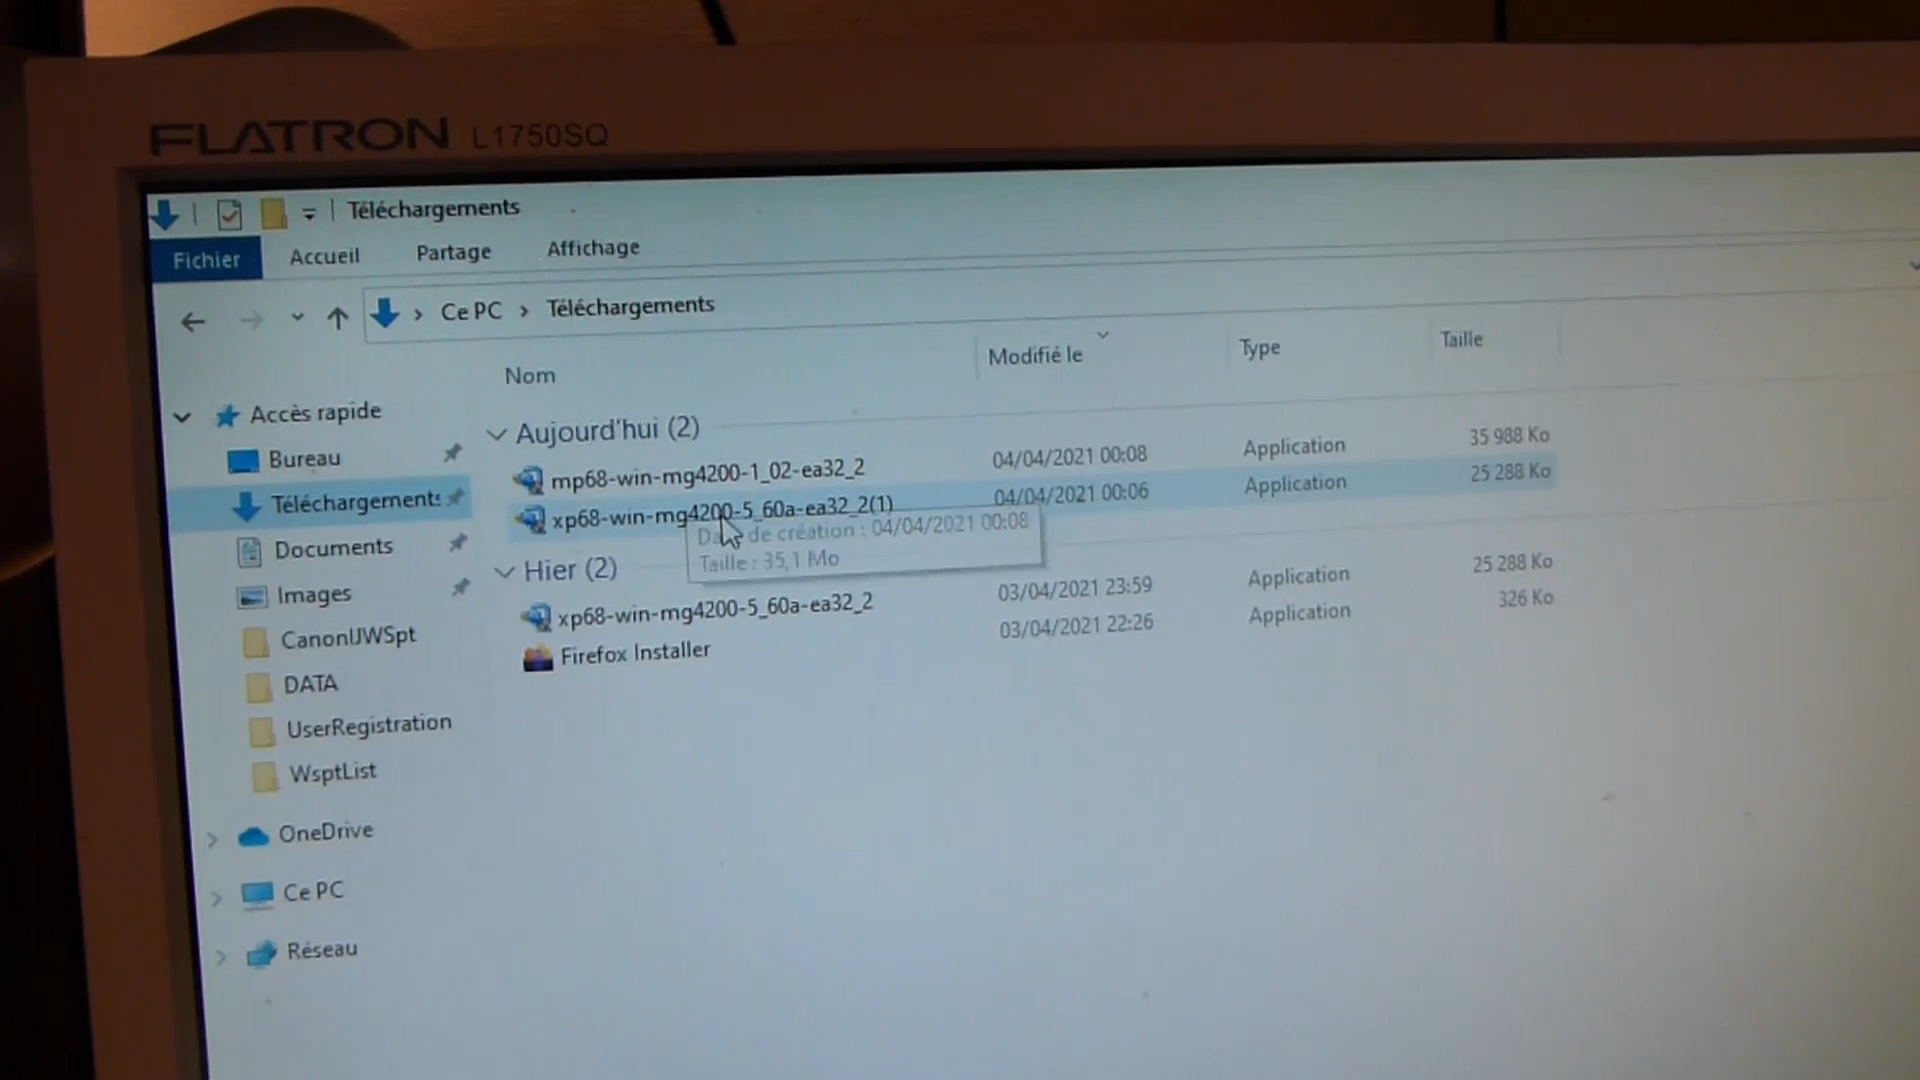 FLATRON L1750SQ
Téléchargements
Fichier Accueil Partage Affichage
Ce PC Téléchargements
Nom Modifié le Type Taille
Accès rapide
Bureau
Téléchargements
Documents
Images
CanonIJWSpt
DATA
UserRegistration
WsptList
OneDrive
Ce PC
Réseau
Aujourd'hui (2)
mp68-win-mg4200-1_02-ea32_2 04/04/2021 00:08 Application 35 988 Ko
xp68-win-mg4200-5_60a-ea32_2(1) 04/04/2021 00:06 Application 25 288 Ko
Date de création : 04/04/2021 00:08
Taille : 35,1 Mo
Hier (2)
xp68-win-mg4200-5_60a-ea32_2 03/04/2021 23:59 Application 25 288 Ko
Firefox Installer 03/04/2021 22:26 Application 326 Ko